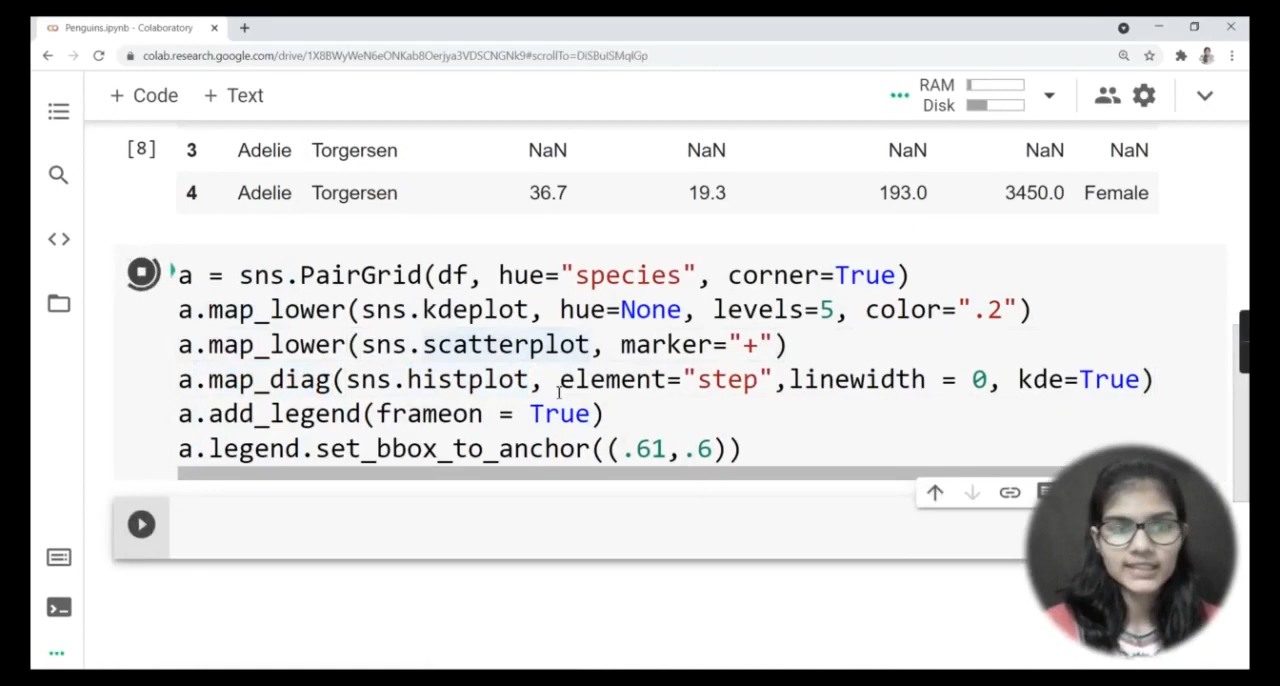 Penguins.ipynb - Colaboratory
colab.research.google.com/drive/1X8BWyWeN6eONKab8Oerjya3VDSCNGNk9#scrollTo=DiSBuISMqlGp
+ Code + Text
RAM
Disk
[8] 3 Adelie Torgersen NaN NaN NaN NaN NaN
4 Adelie Torgersen 36.7 19.3 193.0 3450.0 Female
a = sns.PairGrid(df, hue="species", corner=True)
a.map_lower(sns.kdeplot, hue=None, levels=5, color=".2")
a.map_lower(sns.scatterplot, marker="+")
a.map_diag(sns.histplot, element="step",linewidth = 0, kde=True)
a.add_legend(frameon = True)
a.legend.set_bbox_to_anchor((.61,.6))